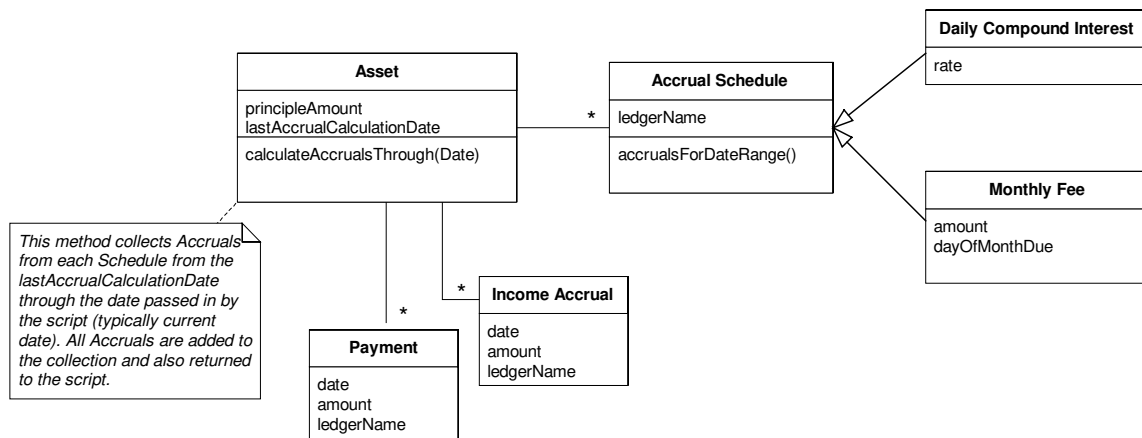 Daily Compound Interest
rate
Asset
principleAmount
lastAccrualCalculationDate
calculateAccrualsThrough(Date)
*
Accrual Schedule
ledgerName
accrualsForDateRange()
Monthly Fee
amount
dayOfMonthDue
This method collects Accruals
from each Schedule from the
lastAccrualCalculationDate
through the date passed in by
the script (typically current
date). All Accruals are added to
the collection and also returned
to the script.
*
Income Accrual
date
amount
ledgerName
*
Payment
date
amount
ledgerName